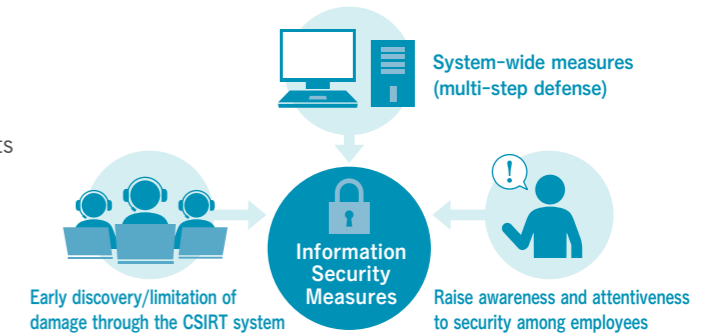 System-wide measures
(multi-step defense)
ts
!
Information
Security
Measures
Early discovery/limitation of
damage through the CSIRT system
Raise awareness and attentiveness
to security among employees